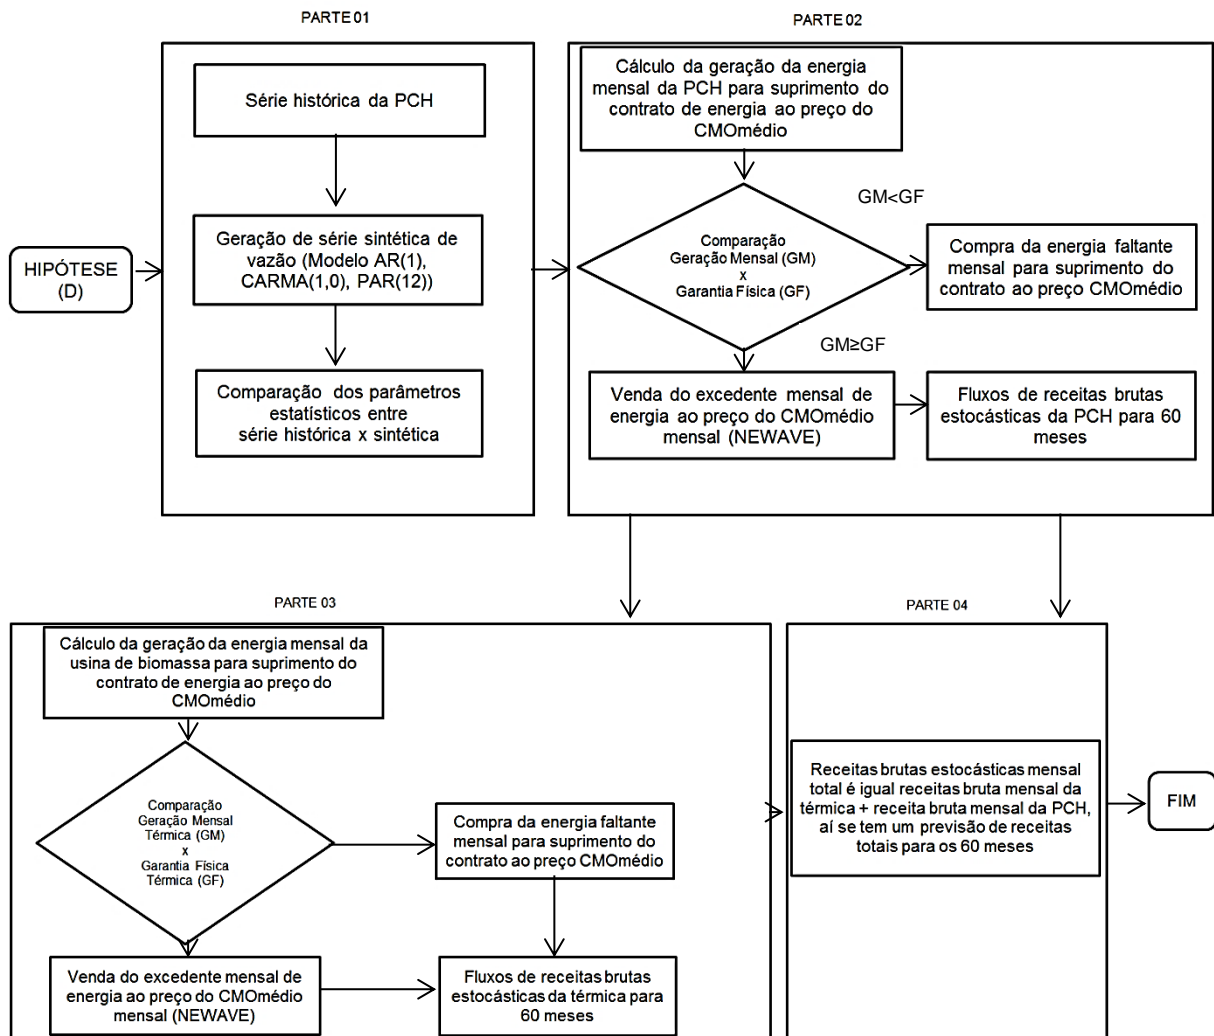 PARTE 01
PARTE 02
HIPÓTESE
(D)
Série histórica da PCH
Geração de série sintética de
vazão (Modelo AR(1),
CARMA(1,0), PAR(12))
Comparação dos parâmetros
estatísticos entre
série histórica x sintética
Cálculo da geração da energia
mensal da PCH para suprimento do
contrato de energia ao preço do
CMOmédio
Comparação
Geração Mensal (GM)
x
Garantia Física (GF)
GM<GF
Compra da energia faltante
mensal para suprimento do
contrato ao preço CMOmédio
GM≥GF
Venda do excedente mensal de
energia ao preço do CMOmédio
mensal (NEWAVE)
Fluxos de receitas brutas
estocásticas da PCH para 60
meses
PARTE 03
PARTE 04
Cálculo da geração da energia mensal da
usina de biomassa para suprimento do
contrato de energia ao preço do
CMOmédio
Comparação
Geração Mensal
Térmica (GM)
x
Garantia Física
Térmica (GF)
Compra da energia faltante
mensal para suprimento do
contrato ao preço CMOmédio
Venda do excedente mensal de
energia ao preço do CMOmédio
mensal (NEWAVE)
Fluxos de receitas brutas
estocásticas da térmica para
60 meses
Receitas brutas estocásticas mensal
total é igual receitas bruta mensal da
térmica + receita bruta mensal da PCH,
aí se tem um previsão de receitas
totais para os 60 meses
FIM